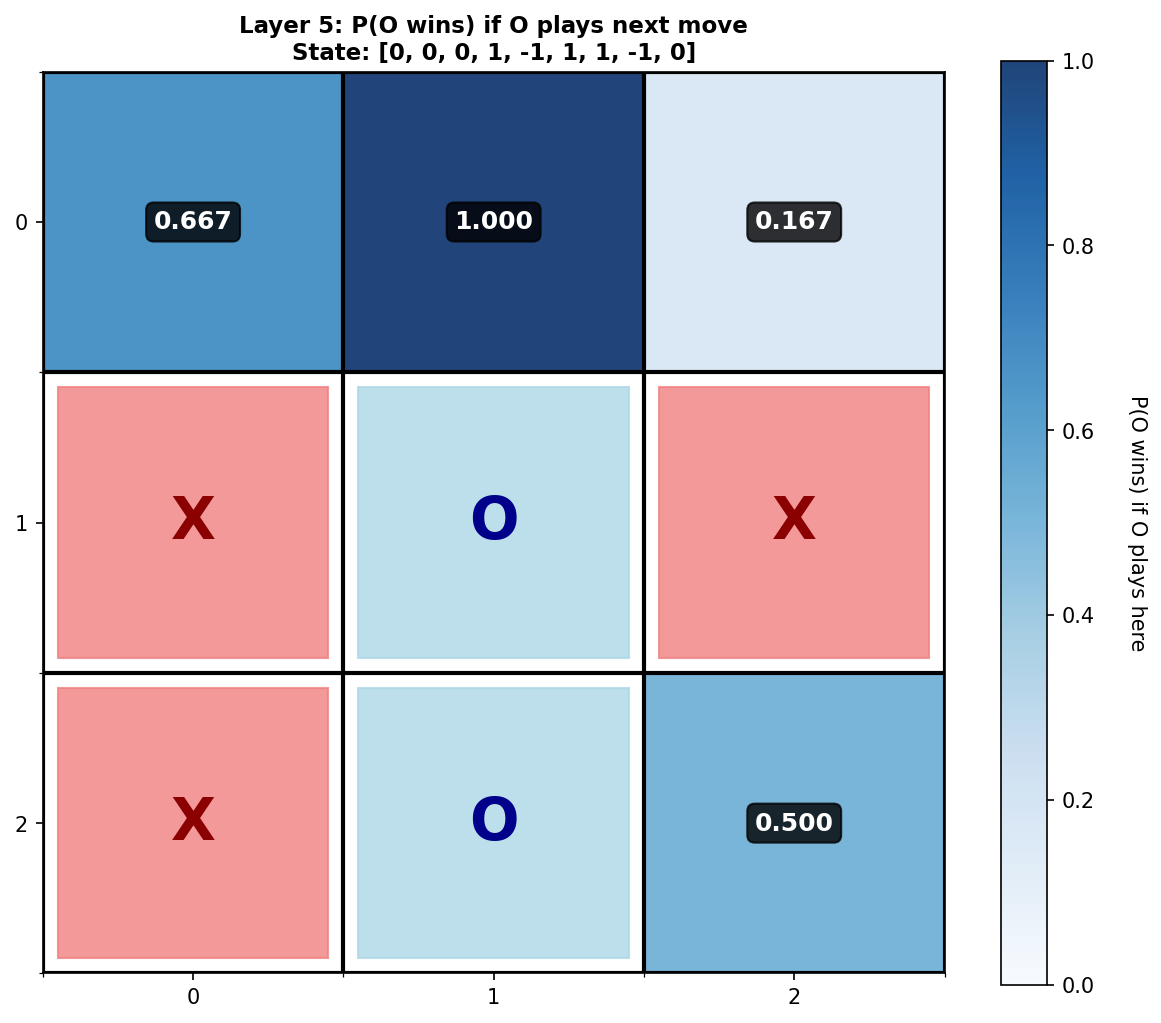 Layer 5: P(O wins) if O plays next move
State: [0, 0, 0, 1, -1, 1, 1, -1, 0]
0
0.667
1.000
0.167
1
X
O
X
2
X
O
0.500
0
1
2
1.0
0.8
0.6
0.4
0.2
0.0
P(O wins) if O plays here